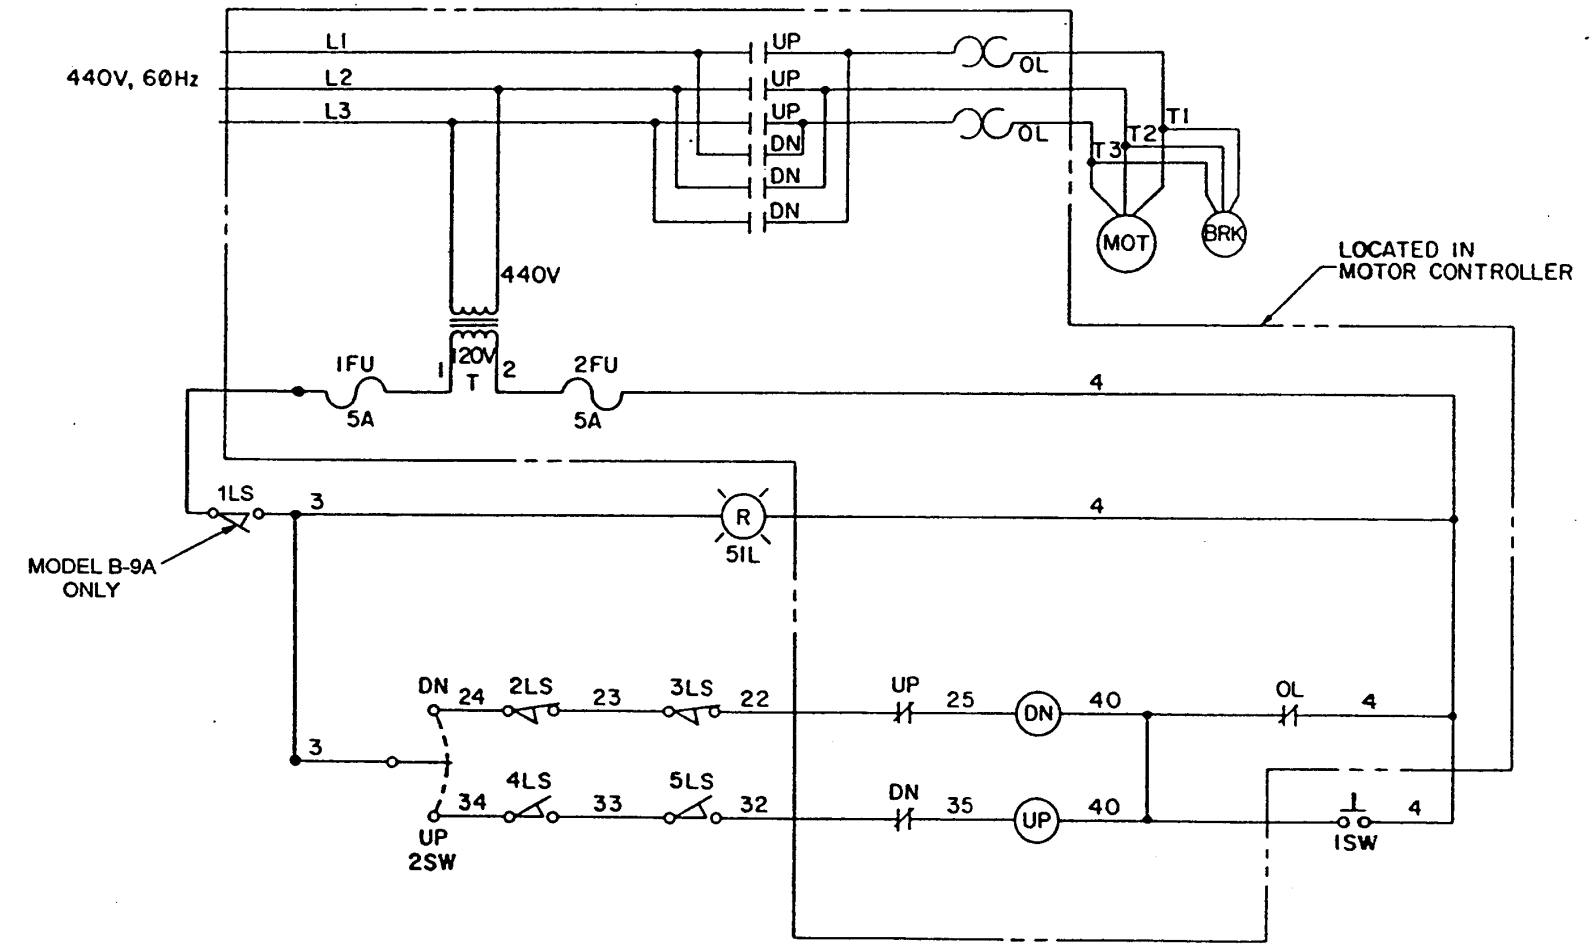 L1
UP
OL
440V, 60Hz
L2
UP
L3
UP
OL
T1
T2
T3
DN
DN
DN
MOT
BRK
LOCATED IN
MOTOR CONTROLLER
440V
1FU
1
120V
2
2FU
T
5A
5A
4
1LS
3
R
4
51L
MODEL B-9A
ONLY
DN
24
2LS
23
3LS
22
UP
25
DN
40
OL
4
3
34
4LS
33
5LS
32
DN
35
UP
40
4
UP
2SW
1SW